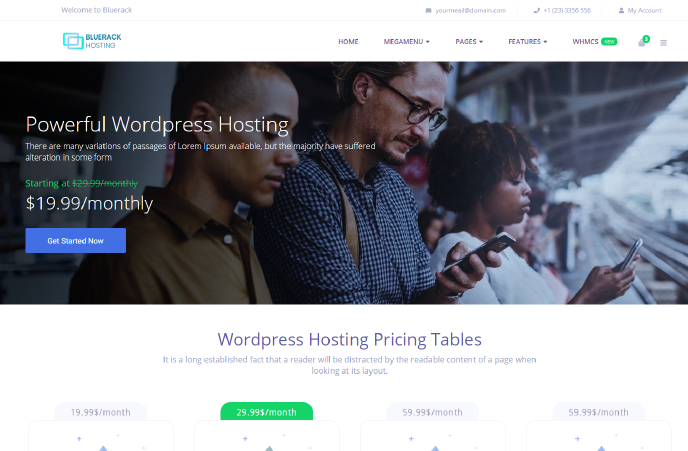 Welcome to Bluerack
yourmeail@domain.com
+1 (23) 3356 556
My Account
BLUERACK
HOSTING
HOME
MEGAMENU
PAGES
FEATURES
WHMCS NEW
3
Powerful Wordpress Hosting
There are many variations of passages of Lorem Ipsum available, but the majority have suffered
alteration in some form
Starting at $29.99/monthly
$19.99/monthly
Get Started Now
Wordpress Hosting Pricing Tables
It is a long established fact that a reader will be distracted by the readable content of a page when
looking at its layout.
19.99$/month
29.99$/month
59.99$/month
59.99$/month